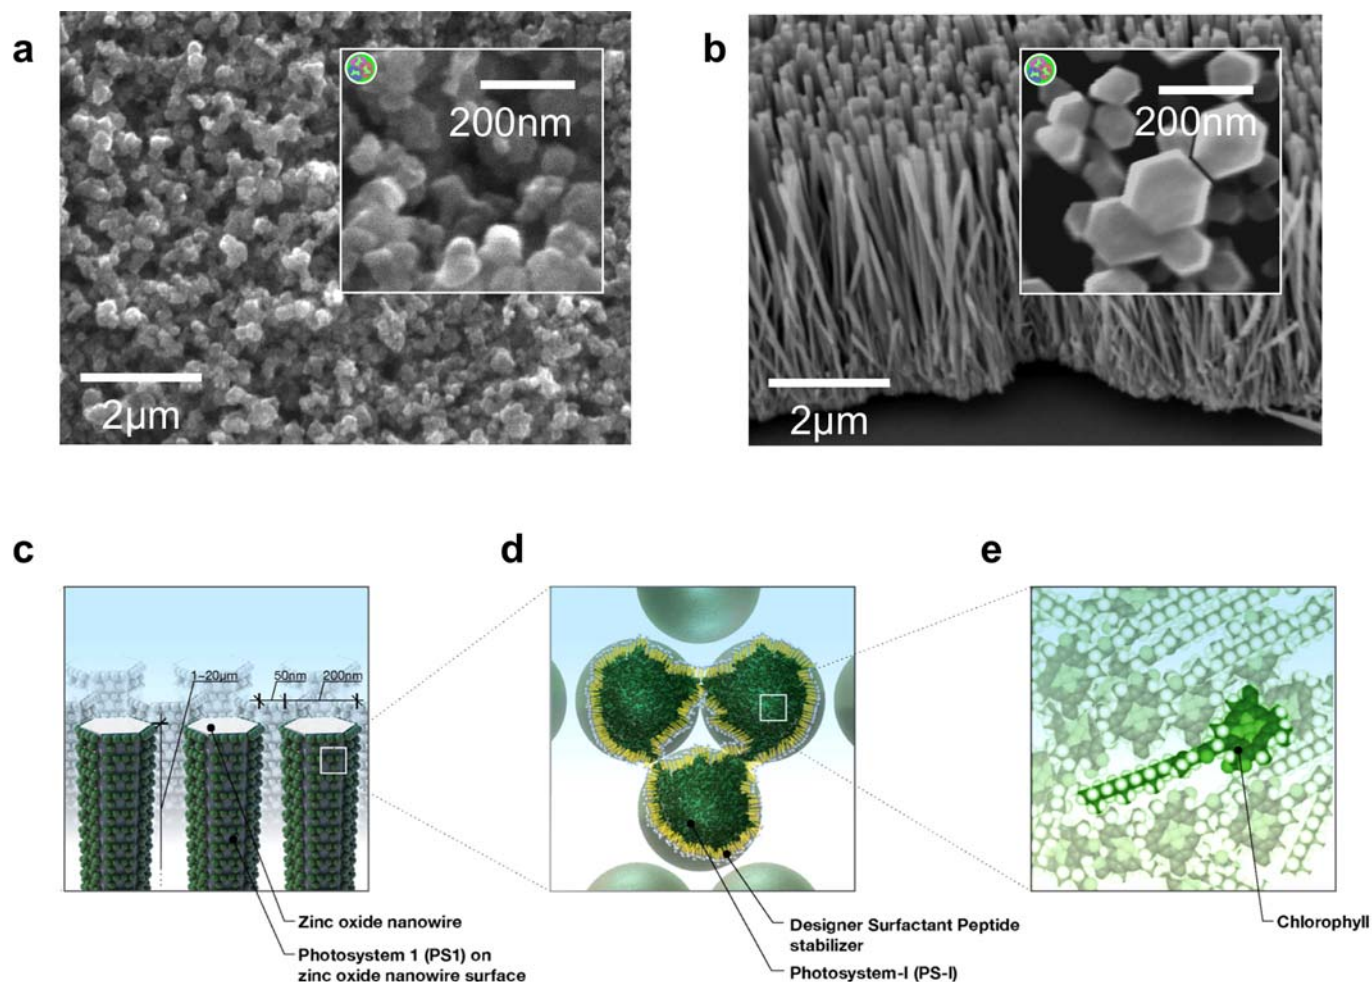 a
200nm
2µm
b
200nm
2µm
c
1–20µm
50nm
200nm
Zinc oxide nanowire
Photosystem 1 (PS1) on
zinc oxide nanowire surface
d
Designer Surfactant Peptide
stabilizer
Photosystem-I (PS-I)
e
Chlorophyll